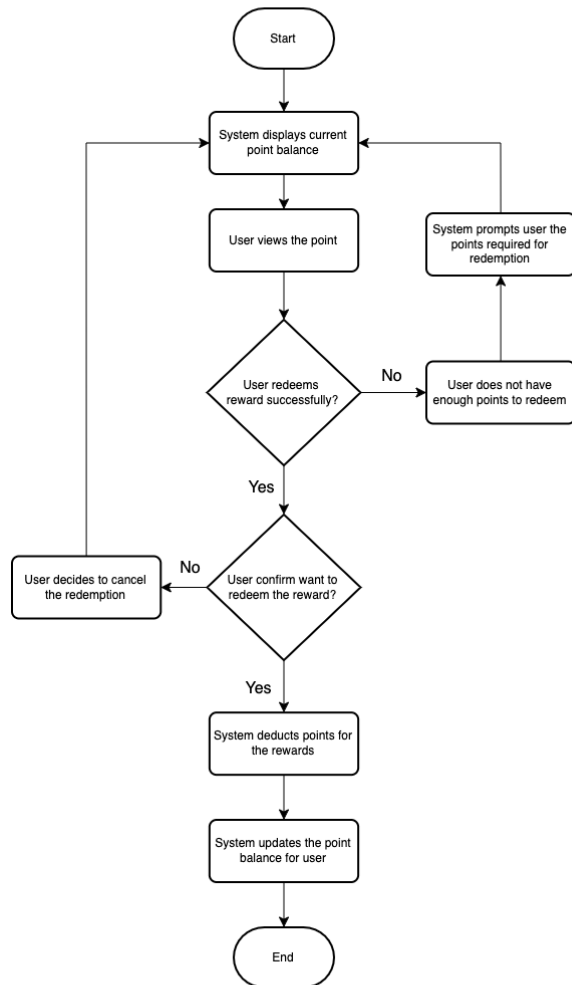 Start
System displays current
point balance
User views the point
System prompts user the
points required for
redemption
User redeems
reward successfully?
No
User does not have
enough points to redeem
Yes
User confirm want to
redeem the reward?
No
User decides to cancel
the redemption
Yes
System deducts points for
the rewards
System updates the point
balance for user
End